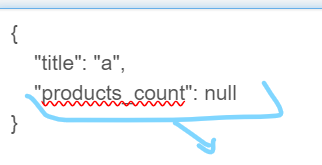 {
"title": "a",
"products_count": null
}